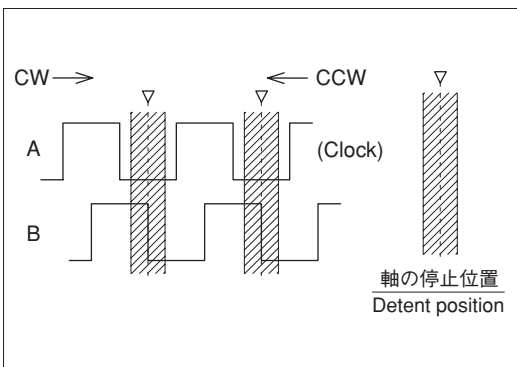 CW
CCW
A
(Clock)
B
軸の停止位置
Detent position